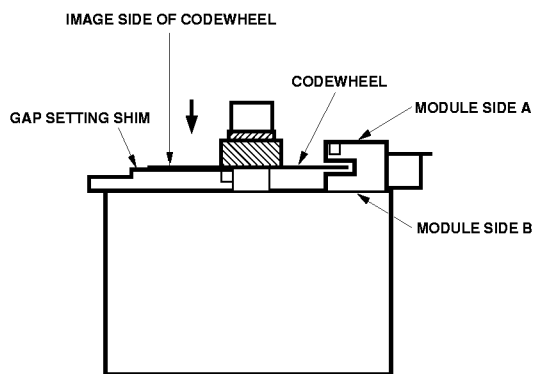 IMAGE SIDE OF CODEWHEEL
CODEWHEEL
MODULE SIDE A
GAP SETTING SHIM
MODULE SIDE B